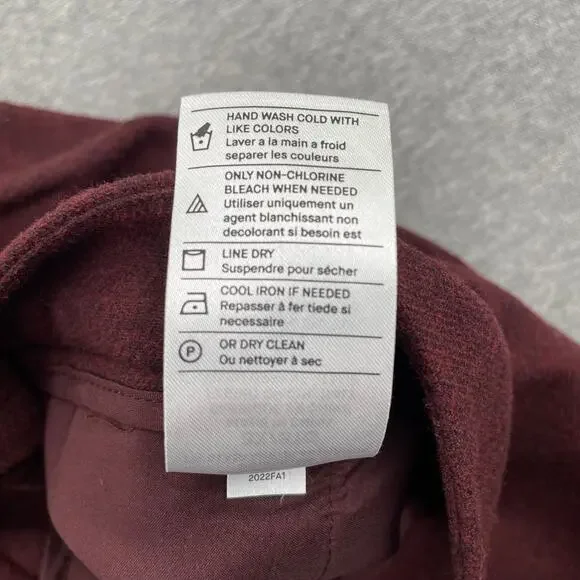 HAND WASH COLD WITH
LIKE COLORS
Laver a la main a froid
separer les couleurs
ONLY NON-CHLORINE
BLEACH WHEN NEEDED
Utiliser uniquement un
agent blanchissant non
decolorant si besoin est
LINE DRY
Suspendre pour sécher
COOL IRON IF NEEDED
Repasser à fer tiede si
necessaire
P
OR DRY CLEAN
Ou nettoyer à sec
2022FA1